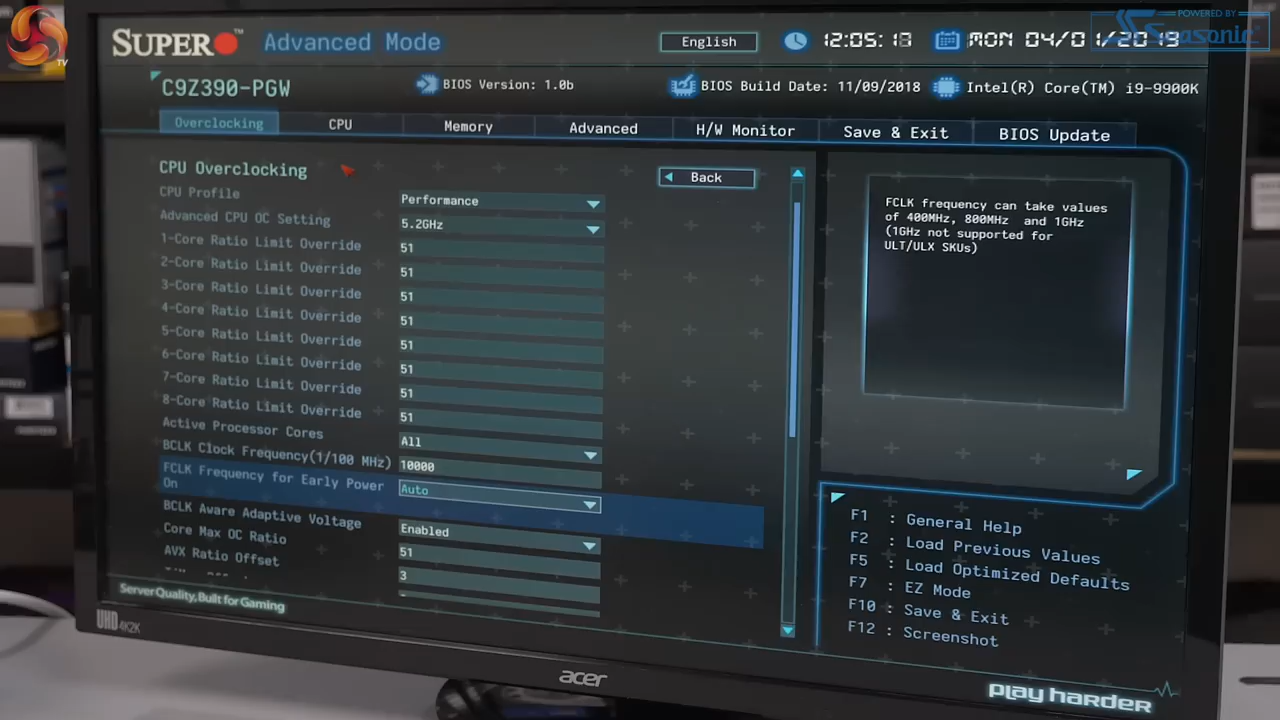 TV
POWERED BY
Seasonic
SUPER
Advanced Mode
English
12:05:13
MON 04/01/2019
C9Z390-PGW
BIOS Version: 1.0b
BIOS Build Date: 11/09/2018
Intel(R) Core(TM) i9-9900K
Overclocking
CPU
Memory
Advanced
H/W Monitor
Save & Exit
BIOS Update
CPU Overclocking
Back
CPU Profile
Performance
Advanced CPU OC Setting
5.2GHz
1-Core Ratio Limit Override
51
2-Core Ratio Limit Override
51
3-Core Ratio Limit Override
51
4-Core Ratio Limit Override
51
5-Core Ratio Limit Override
51
6-Core Ratio Limit Override
51
7-Core Ratio Limit Override
51
8-Core Ratio Limit Override
51
Active Processor Cores
All
BCLK Clock Frequency(1/100 MHz)
10000
FCLK Frequency for Early Power
On
Auto
BCLK Aware Adaptive Voltage
Enabled
Core Max OC Ratio
51
AVX Ratio Offset
3
FCLK frequency can take values
of 400MHz, 800MHz and 1GHz
(1GHz not supported for
ULT/ULX SKUs)
F1 : General Help
F2 : Load Previous Values
F5 : Load Optimized Defaults
F7 : EZ Mode
F10 : Save & Exit
F12 : Screenshot
Server Quality, Built for Gaming
Play Harder
UHD 4K2K
acer